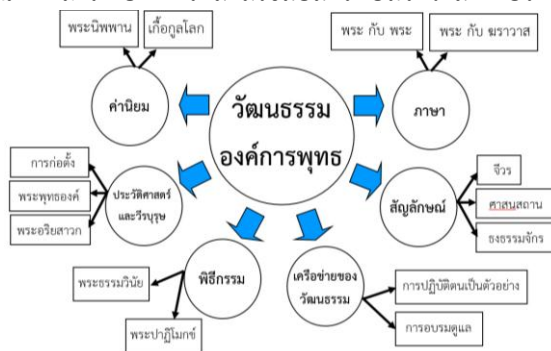 พระนิพพาน
เกื้อกูลโลก
ค่านิยม
วัฒนธรรม
องค์การพุทธ
พระ กับ พระ
พระ กับ ฆราวาส
ภาษา
การก่อตั้ง
พระพุทธองค์
พระอริยสาวก
ประวัติศาสตร์
และวีรบุรุษ
สัญลักษณ์
จีวร
ศาสนสถาน
ธงธรรมจักร
พระธรรมวินัย
พระปาฏิโมกข์
พิธีกรรม
เครือข่ายของ
วัฒนธรรม
การปฏิบัติตนเป็นตัวอย่าง
การอบรมดูแล